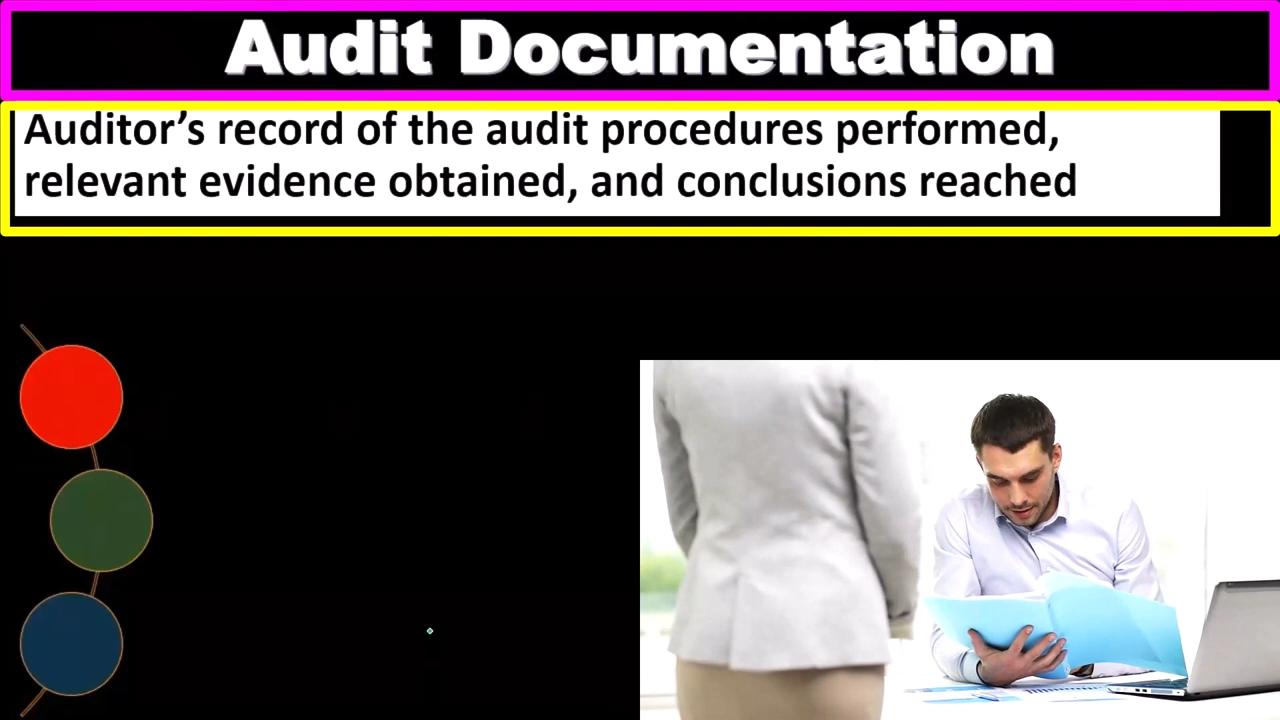 Audit Documentation
Auditor’s record of the audit procedures performed,
relevant evidence obtained, and conclusions reached